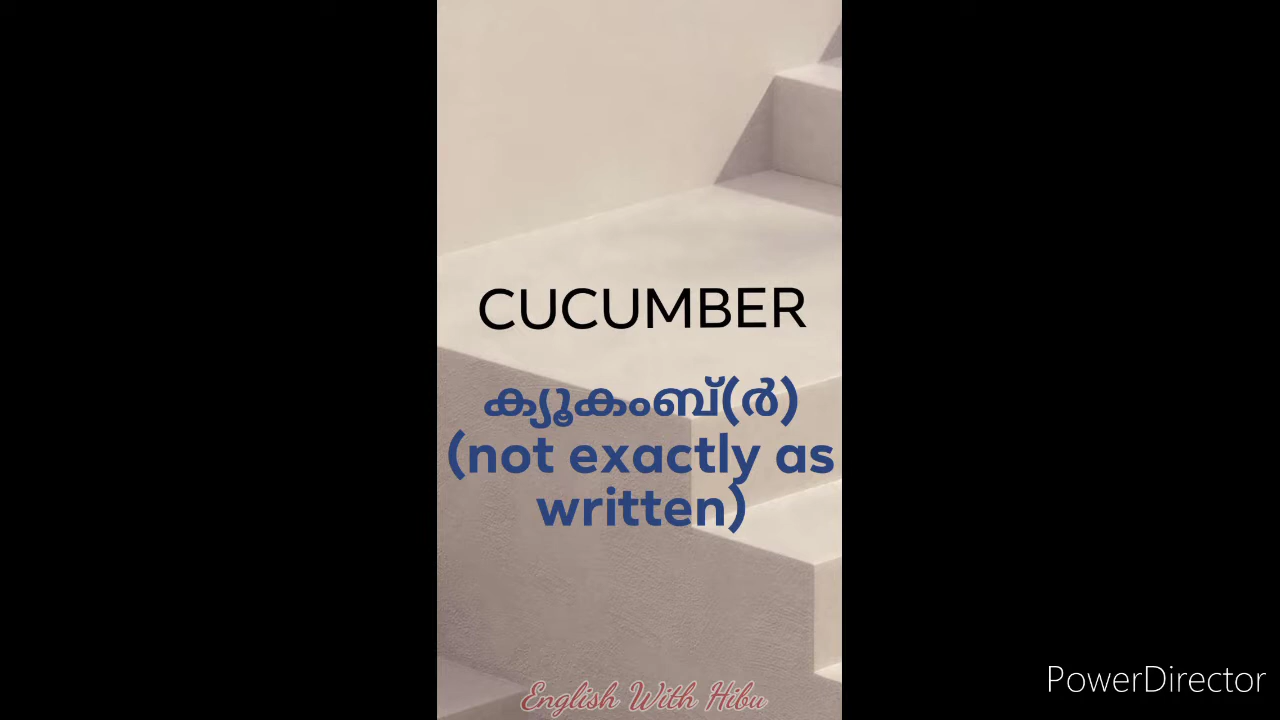 CUCUMBER
ക്യൂകംബ്(ർ)
(not exactly as
written)
English With Hibu
PowerDirector